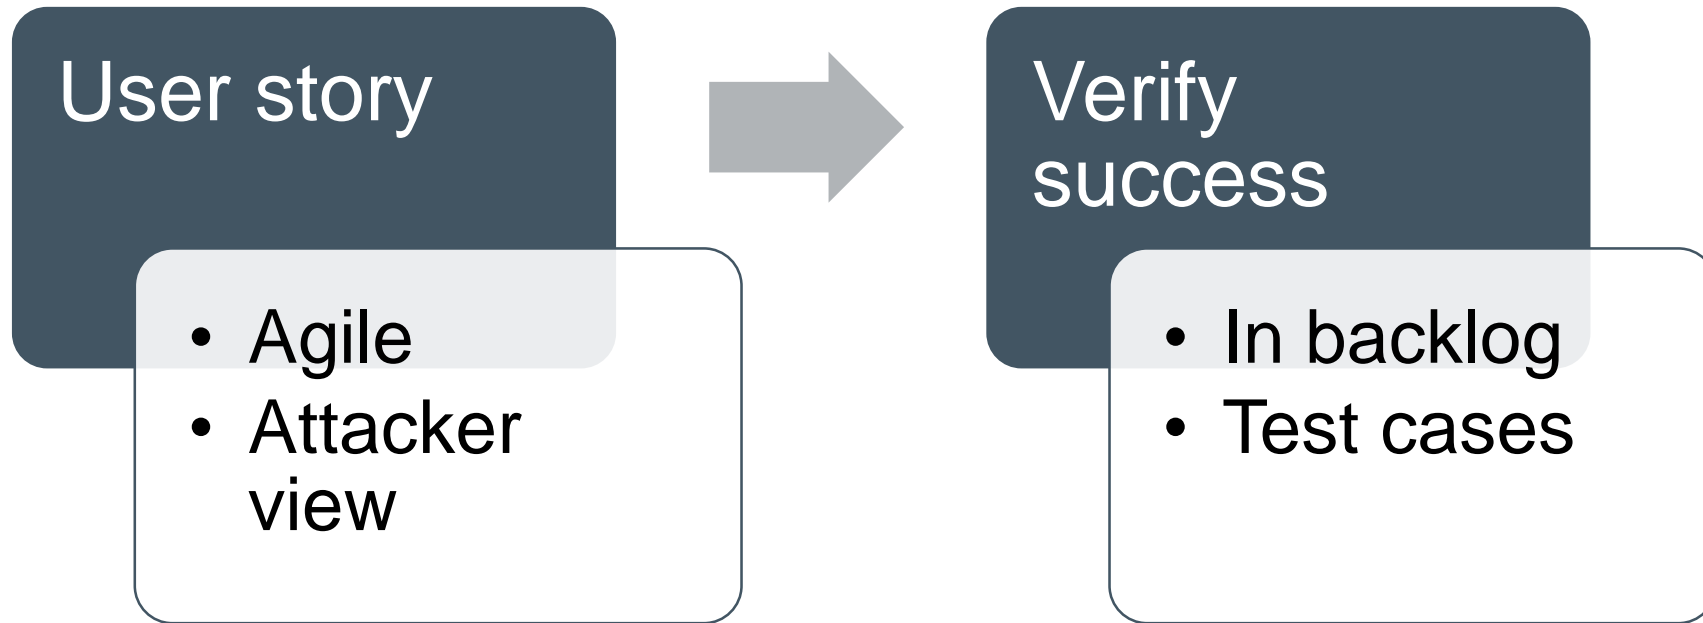 User story
• Agile
• Attacker
view
Verify
success
• In backlog
• Test cases